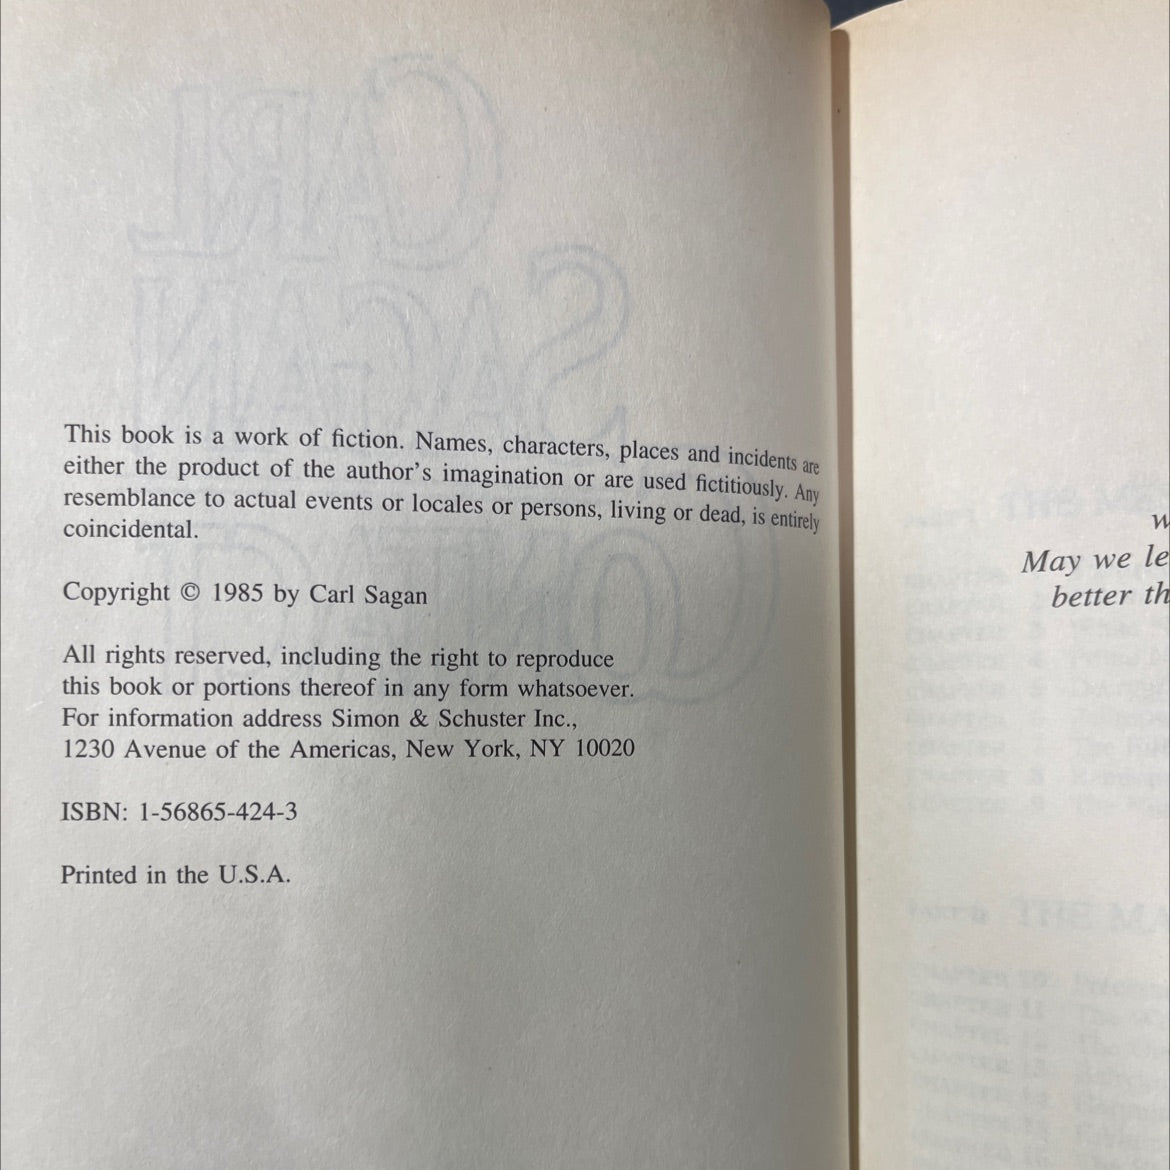 This book is a work of fiction. Names, characters, places and incidents are
either the product of the author's imagination or are used fictitiously. Any
resemblance to actual events or locales or persons, living or dead, is entirely
coincidental.
Copyright © 1985 by Carl Sagan
All rights reserved, including the right to reproduce
this book or portions thereof in any form whatsoever.
For information address Simon & Schuster Inc.,
1230 Avenue of the Americas, New York, NY 10020
ISBN: 1-56865-424-3
Printed in the U.S.A.
CARL
SAGAN
CONTACT
w
May we le
better th